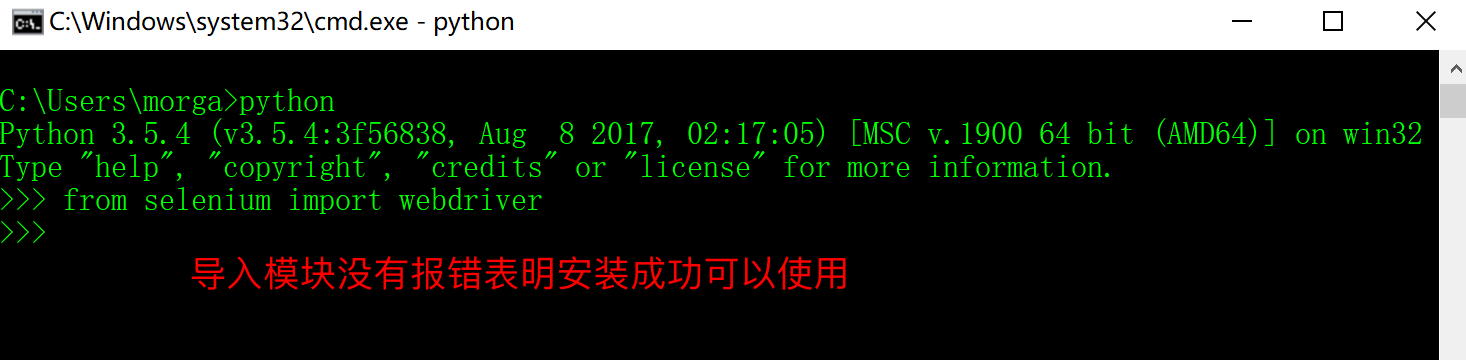 C:\Windows\system32\cmd.exe - python
C:\Users\morga>python
Python 3.5.4 (v3.5.4:3f56838, Aug  8 2017, 02:17:05) [MSC v.1900 64 bit (AMD64)] on win32
Type "help", "copyright", "credits" or "license" for more information.
>>> from selenium import webdriver
>>>
导入模块没有报错表明安装成功可以使用